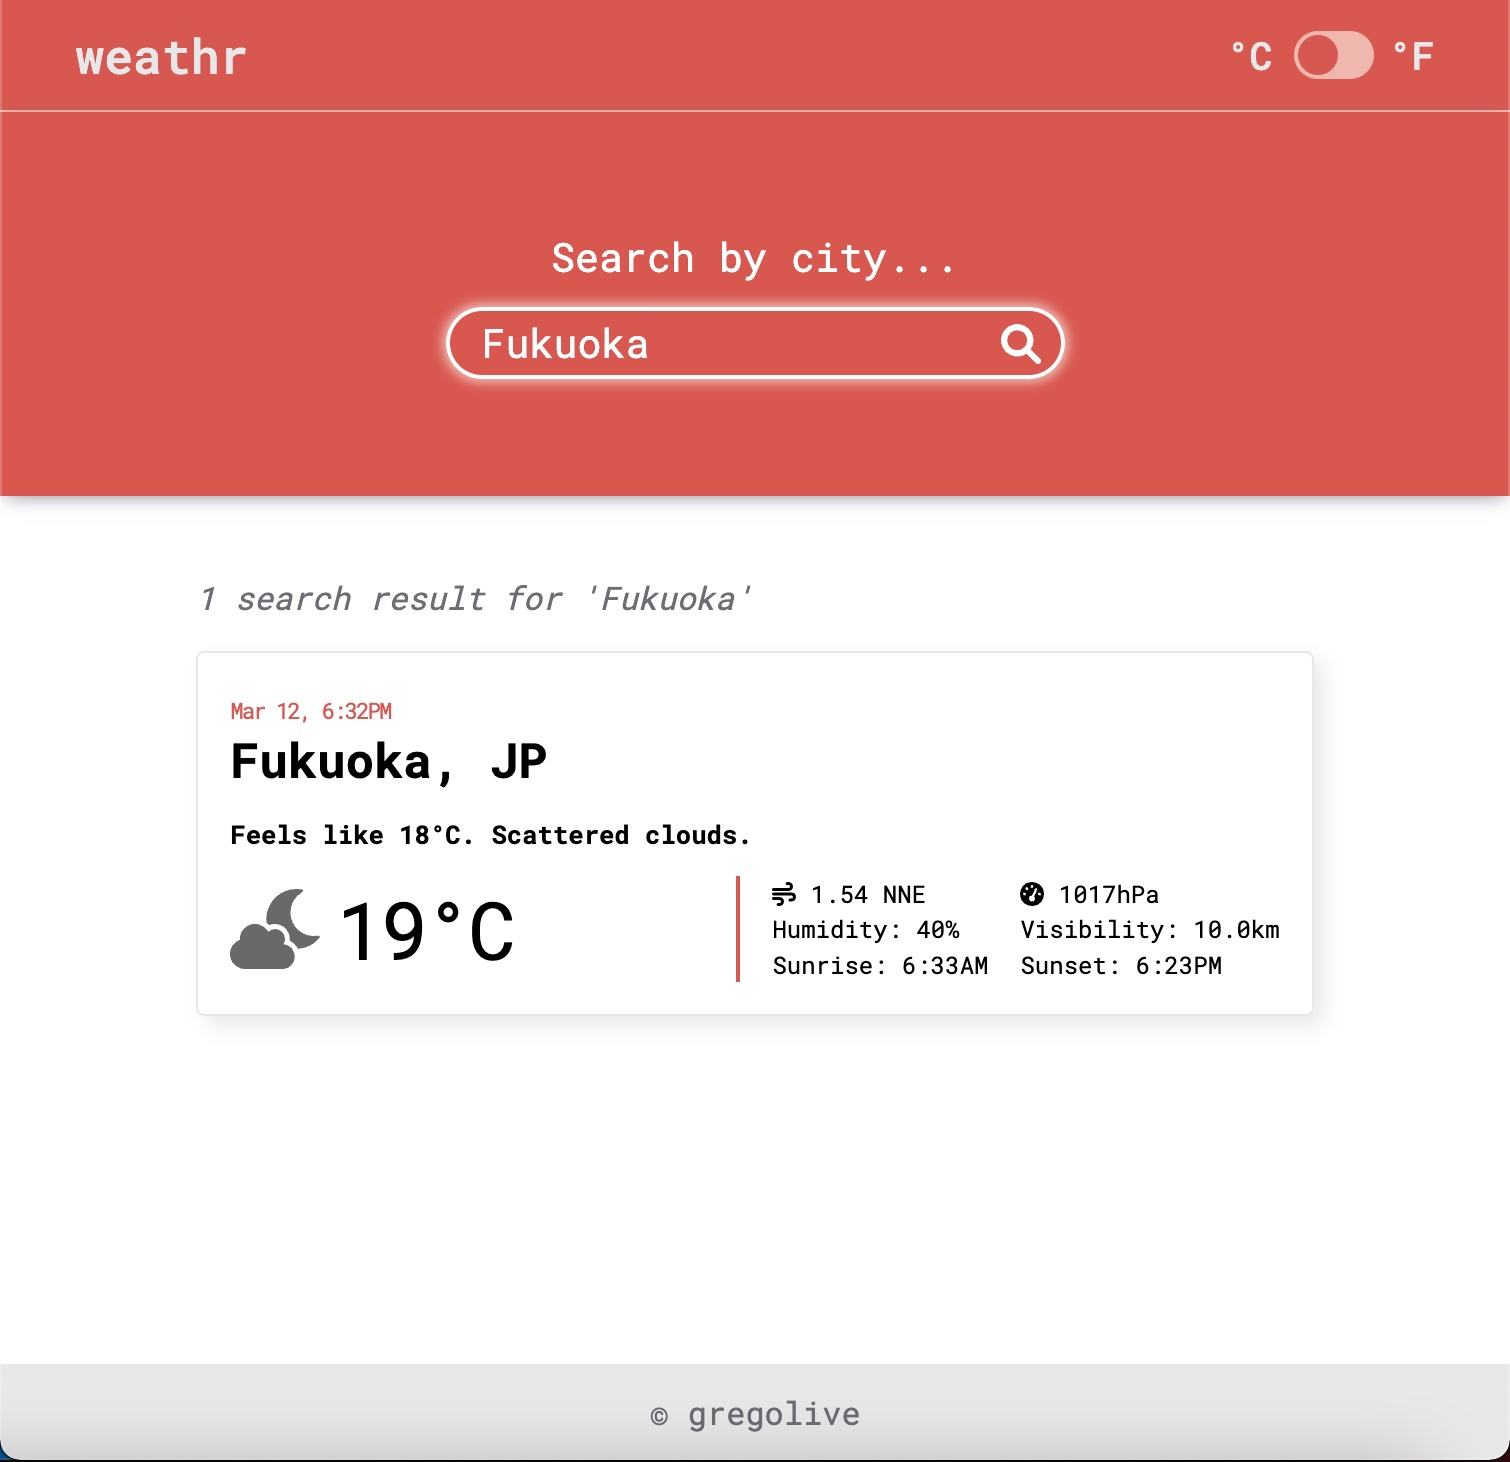 weathr
°C °F
Search by city...
Fukuoka
1 search result for 'Fukuoka'
Mar 12, 6:32PM
Fukuoka, JP
Feels like 18°C. Scattered clouds.
19°C
1.54 NNE
1017hPa
Humidity: 40%
Visibility: 10.0km
Sunrise: 6:33AM
Sunset: 6:23PM
© gregolive